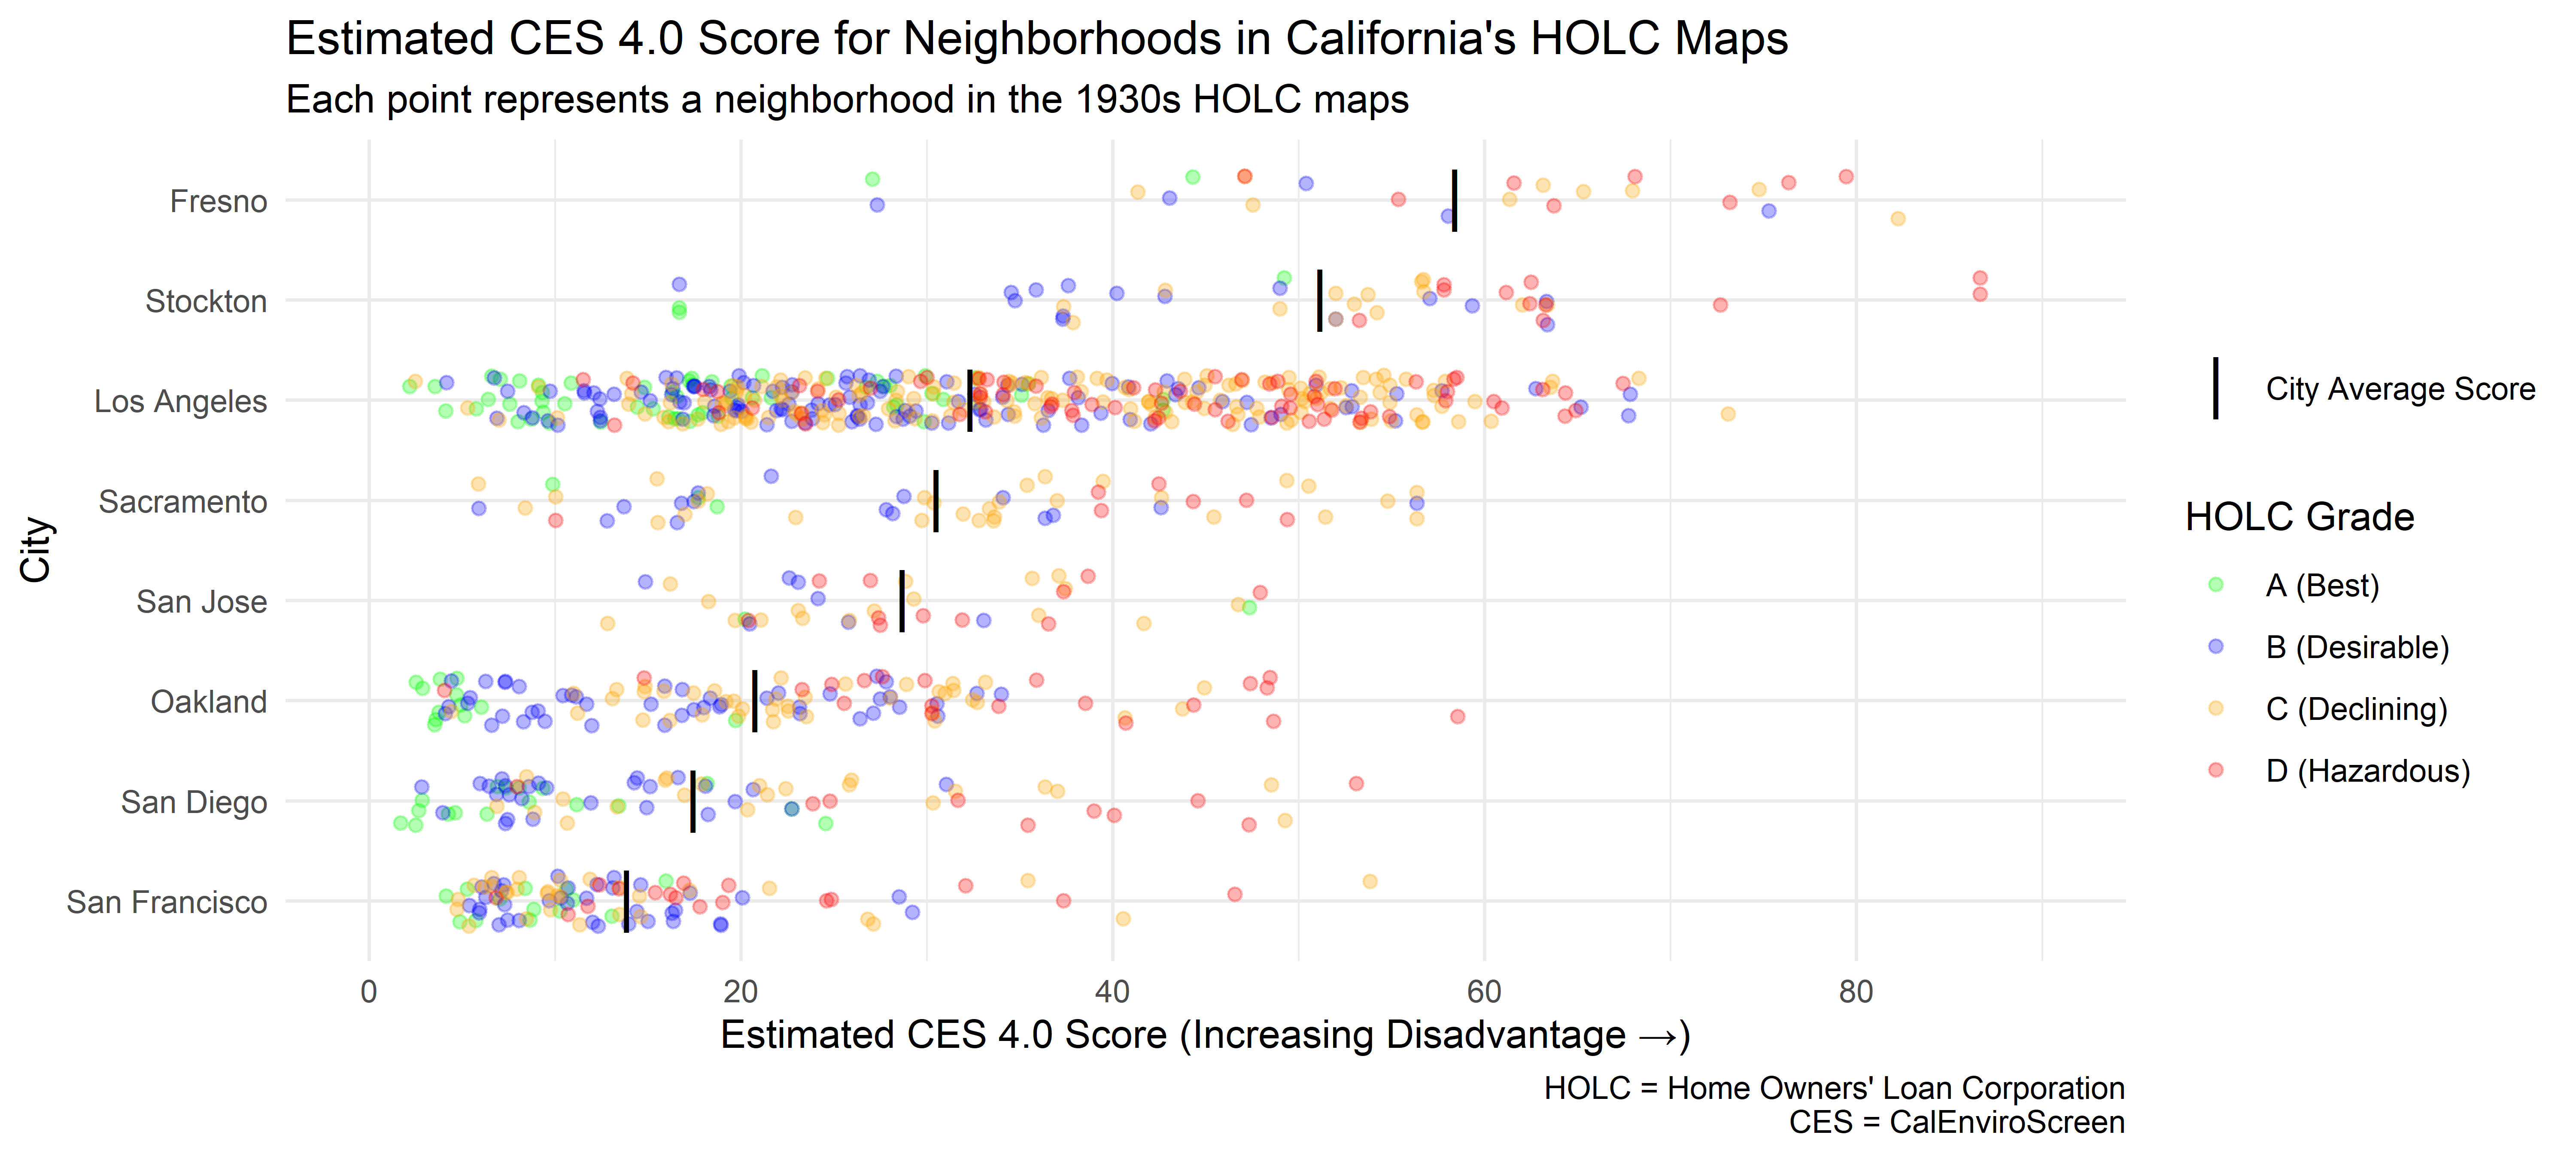 Estimated CES 4.0 Score for Neighborhoods in California's HOLC Maps
Each point represents a neighborhood in the 1930s HOLC maps
City
Fresno
Stockton
Los Angeles
Sacramento
San Jose
Oakland
San Diego
San Francisco
0 20 40 60 80
Estimated CES 4.0 Score (Increasing Disadvantage →)
City Average Score
HOLC Grade
A (Best)
B (Desirable)
C (Declining)
D (Hazardous)
HOLC = Home Owners' Loan Corporation
CES = CalEnviroScreen